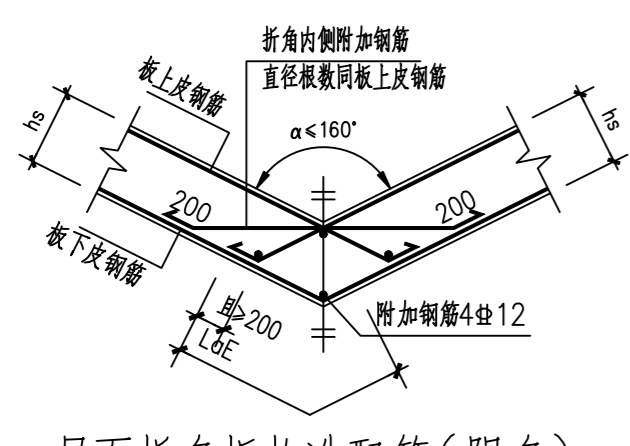 折角内侧附加钢筋
直径根数同板上皮钢筋
板上皮钢筋
α≤160°
hs
hs
200
200
板下皮钢筋
且≥200
LaE
附加钢筋4⌀12